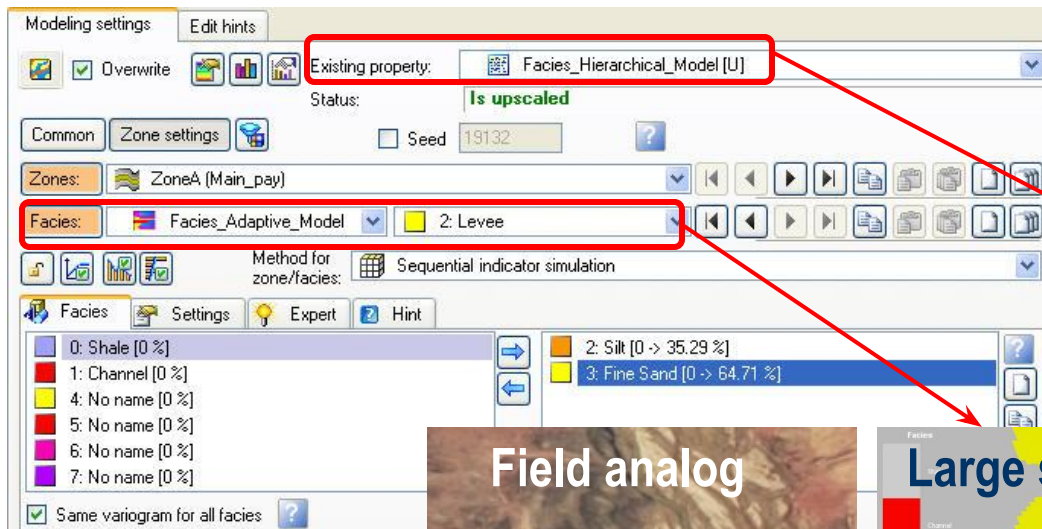 Modeling settings Edit hints
Overwrite Existing property: Facies_Hierarchical_Model [U]
Status: Is upscaled
Common Zone settings Seed 19132 ?
Zones: ZoneA (Main_pay)
Facies: Facies_Adaptive_Model 2: Levee
Method for zone/facies: Sequential indicator simulation
Facies Settings Expert ? Hint
0: Shale [0 %]
1: Channel [0 %]
4: No name [0 %]
5: No name [0 %]
6: No name [0 %]
7: No name [0 %]
2: Silt [0 -> 35.29 %]
3: Fine Sand [0 -> 64.71 %]
?
Same variogram for all facies ?
Field analog
Facies
Large s
Channel